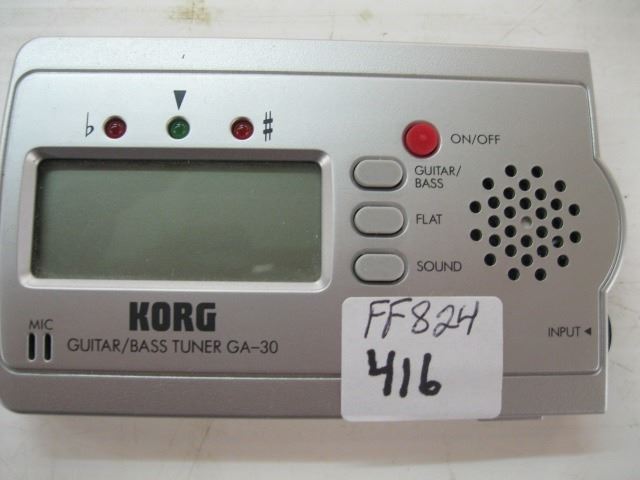 ♭ ♯
ON/OFF
GUITAR/
BASS
FLAT
SOUND
MIC
KORG
GUITAR/BASS TUNER GA-30
INPUT ◄
FF824
416